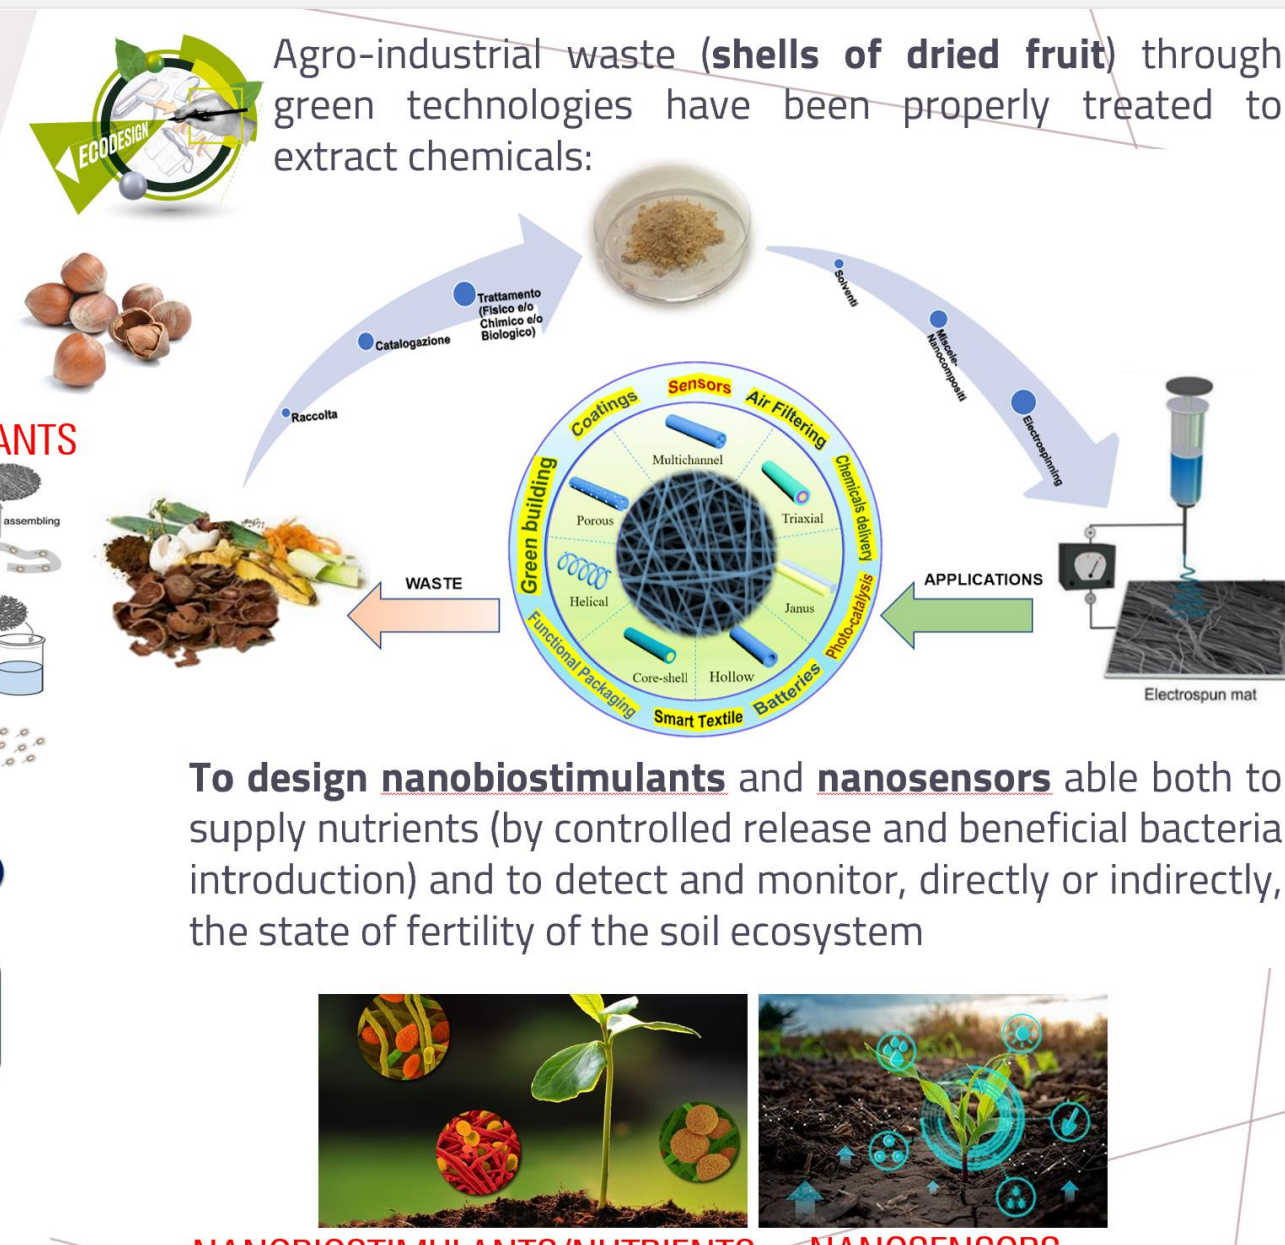 Agro-industrial waste (shells of dried fruit) through
green technologies have been properly treated to
extract chemicals:
ECODESIGN
Trattamento
(Fisico e/o
Chimico e/o
Biologico)
Catalogazione
Raccolta
Solventi
Miscele-
Nanocompositi
Electrospinning
ANTS
assembling
Sensors
Coatings
Air Filtering
Chemicals delivery
Green building
Photo-catalysis
Functional Packaging
Batteries
Smart Textile
Multichannel
Porous
Triaxial
Helical
Janus
Core-shell
Hollow
WASTE
APPLICATIONS
Electrospun mat
To design nanobiostimulants and nanosensors able both to
supply nutrients (by controlled release and beneficial bacteria
introduction) and to detect and monitor, directly or indirectly,
the state of fertility of the soil ecosystem
NANOBIOSTIMULANTS/NUTRIENTS
NANOSENSORS